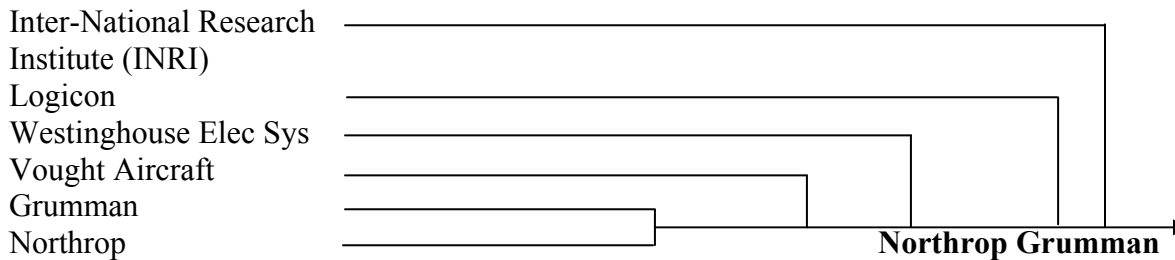 Inter-National Research
Institute (INRI)
Logicon
Westinghouse Elec Sys
Vought Aircraft
Grumman
Northrop
Northrop Grumman